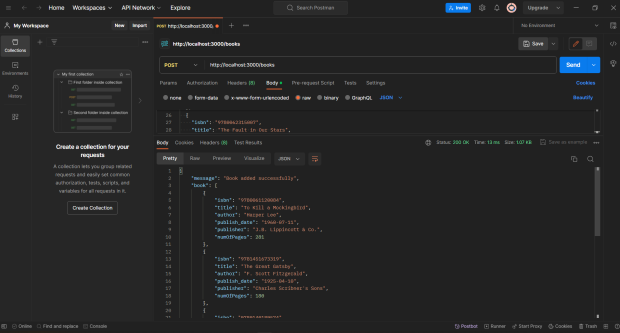 Home
Workspaces
API Network
Explore
Search Postman
Invite
Upgrade
My Workspace
New
Import
POST http://localhost:3000/
No Environment
Collections
Environments
History
My first collection
First folder inside collection
Second folder inside collection
Create a collection for your
requests
A collection lets you group related
requests and easily set common
authorization, tests, scripts, and
variables for all requests in it.
Create Collection
http://localhost:3000/books
Save
POST
http://localhost:3000/books
Send
Params
Authorization
Headers (8)
Body
Pre-request Script
Tests
Settings
Cookies
none
form-data
x-www-form-urlencoded
raw
binary
GraphQL
JSON
Beautify
26 {
27 "isbn": "9780062315007",
28 "title": "The Fault in Our Stars",
Body
Cookies
Headers (8)
Test Results
Status: 200 OK
Time: 13 ms
Size: 1.07 KB
Save as example
Pretty
Raw
Preview
Visualize
JSON
1 {
2 "message": "Book added successfully",
3 "book": [
4 {
5 "isbn": "9780061120084",
6 "title": "To Kill a Mockingbird",
7 "author": "Harper Lee",
8 "publish_date": "1960-07-11",
9 "publisher": "J.B. Lippincott & Co.",
10 "numOfPages": 281
11 },
12 {
13 "isbn": "9781451673319",
14 "title": "The Great Gatsby",
15 "author": "F. Scott Fitzgerald",
16 "publish_date": "1925-04-10",
17 "publisher": "Charles Scribner's Sons",
18 "numOfPages": 180
19 },
20 {
Online
Find and replace
Console
Postbot
Runner
Start Proxy
Cookies
Trash